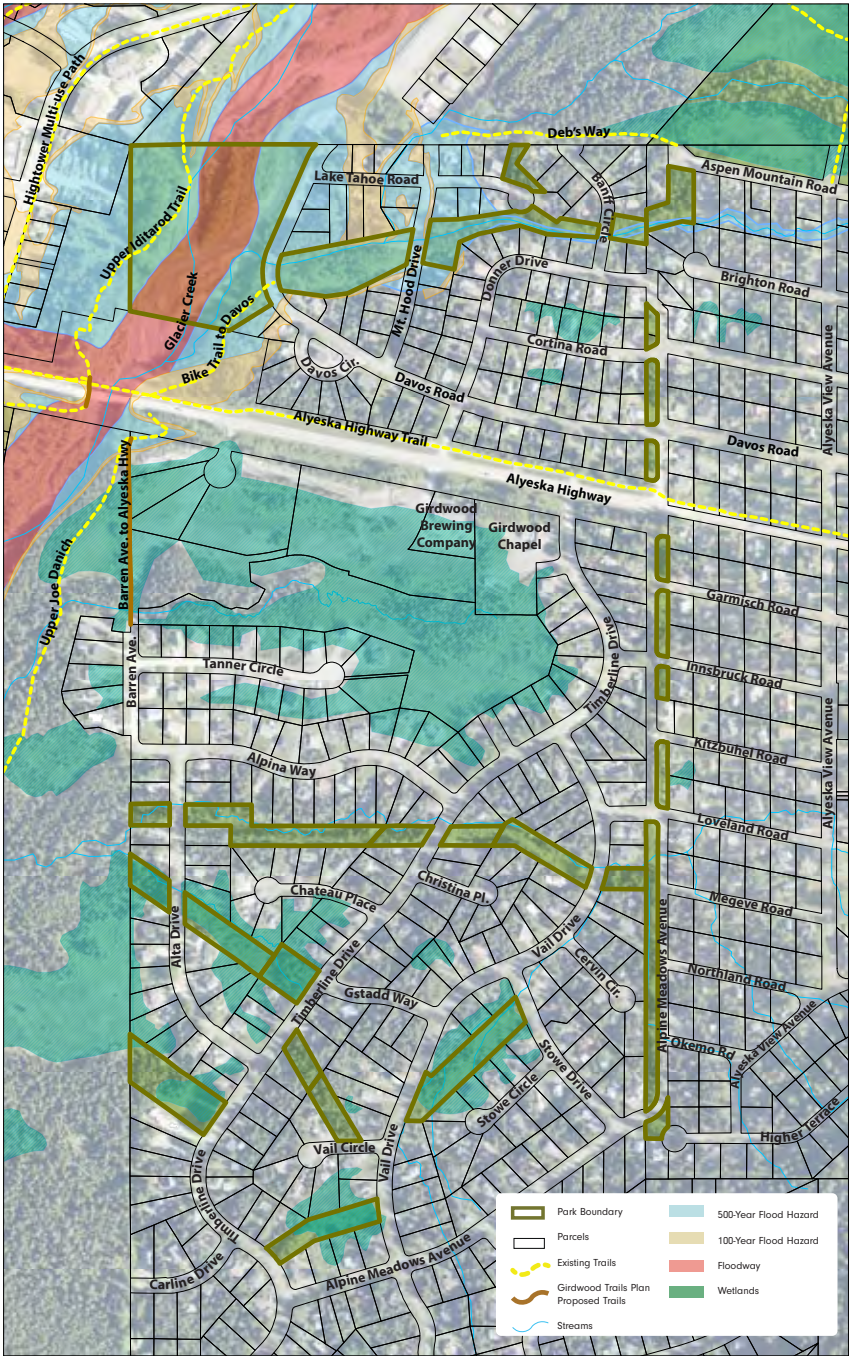 Hightower Multi-use Path
Deb's Way
Aspen Mountain Road
Lake Tahoe Road
Banff Circle
Upper Iditarod Trail
Mt. Hood Drive
Donner Drive
Brighton Road
Glacier Creek
Bike Trail to Davos
Cortina Road
Alyeska View Avenue
Davos Cir.
Davos Road
Alyeska Highway Trail
Davos Road
Alyeska Highway
Barren Ave. to Alyeska Hwy
Girdwood
Brewing
Company
Girdwood
Chapel
Upper Joe Danich
Garmisch Road
Timberline Drive
Tanner Circle
Barren Ave.
Innsbruck Road
Alyeska View Avenue
Kitzbuhel Road
Alpina Way
Loveland Road
Chateau Place
Christina Pl.
Megeve Road
Alta Drive
Vail Drive
Alpine Meadows Avenue
Timberline Drive
Cervin Cir.
Northland Road
Gstadd Way
Okemo Rd
Alyeska View Avenue
Stowe Drive
Stowe Circle
Higher Terrace
Vail Circle
Vail Drive
Timberline Drive
Carline Drive
Alpine Meadows Avenue
Park Boundary
Parcels
Existing Trails
Girdwood Trails Plan
Proposed Trails
Streams
500-Year Flood Hazard
100-Year Flood Hazard
Floodway
Wetlands